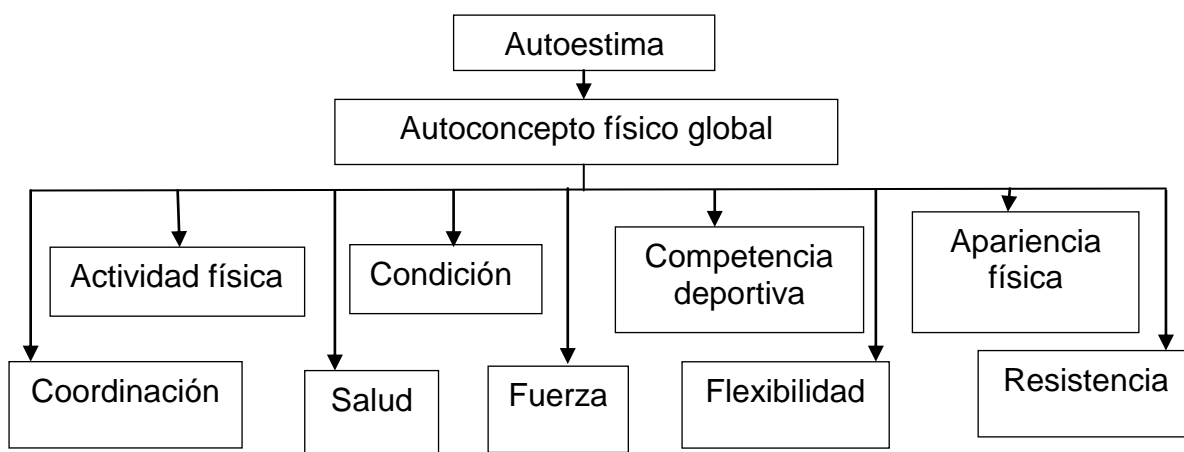 Autoestima
Autoconcepto físico global
Actividad física
Condición
Competencia
deportiva
Apariencia
física
Coordinación
Salud
Fuerza
Flexibilidad
Resistencia